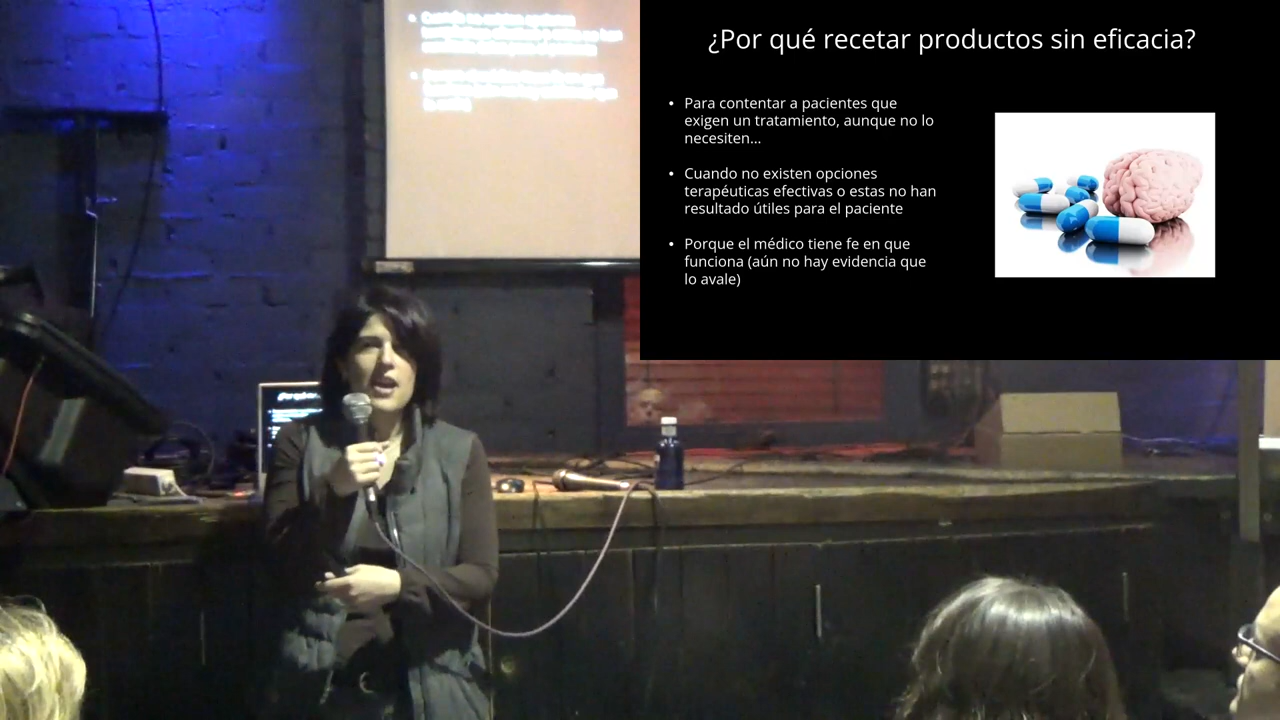 ¿Por qué recetar productos sin eficacia?
• Para contentar a pacientes que
exigen un tratamiento, aunque no lo
necesiten...
• Cuando no existen opciones
terapéuticas efectivas o estas no han
resultado útiles para el paciente
• Porque el médico tiene fe en que
funciona (aún no hay evidencia que
lo avale)